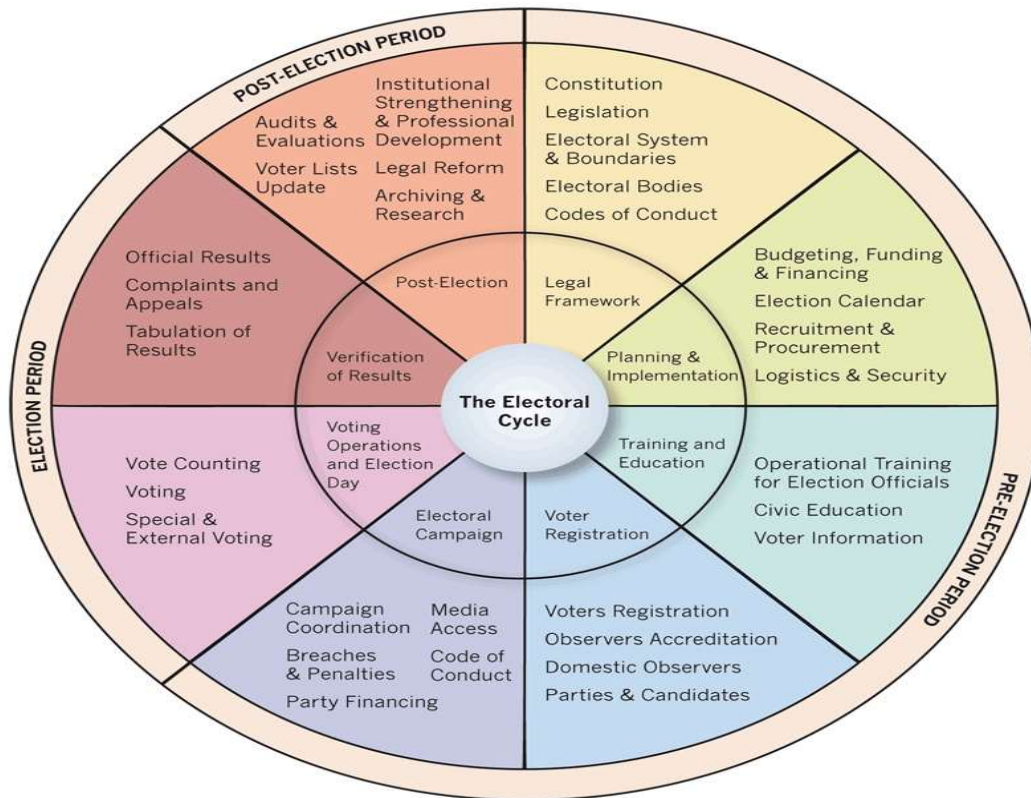 POST-ELECTION PERIOD
Institutional
Strengthening
& Professional
Development
Legal Reform
Archiving &
Research
Audits &
Evaluations
Voter Lists
Update
Post-Election
Constitution
Legislation
Electoral System
& Boundaries
Electoral Bodies
Codes of Conduct
Legal
Framework
Budgeting, Funding
& Financing
Election Calendar
Recruitment &
Procurement
Logistics & Security
Planning &
Implementation
PRE-ELECTION PERIOD
Training and
Education
Operational Training
for Election Officials
Civic Education
Voter Information
Voter
Registration
Voters Registration
Observers Accreditation
Domestic Observers
Parties & Candidates
Electoral
Campaign
Campaign
Coordination
Breaches
& Penalties
Party Financing
Media
Access
Code of
Conduct
ELECTION PERIOD
Voting
Operations
and Election
Day
Vote Counting
Voting
Special &
External Voting
Verification
of Results
Official Results
Complaints and
Appeals
Tabulation of
Results
The Electoral
Cycle